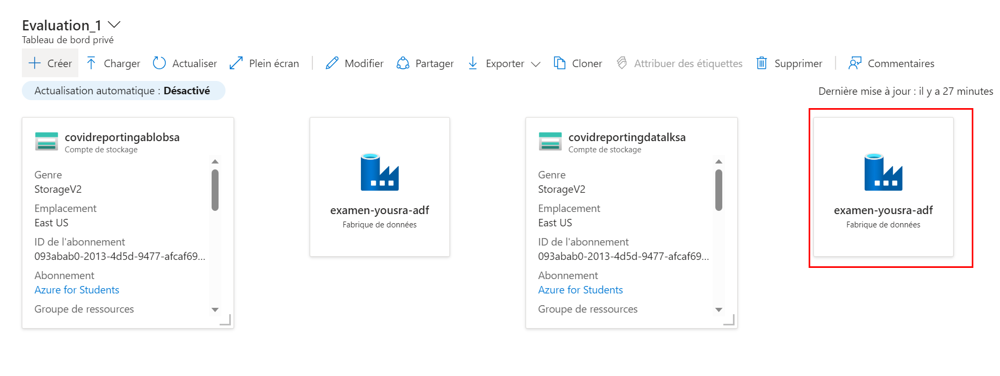 Evaluation_1
Tableau de bord privé
Créer Charger Actualiser Plein écran Modifier Partager Exporter Cloner Attribuer des étiquettes Supprimer Commentaires
Actualisation automatique : Désactivé
Dernière mise à jour : il y a 27 minutes
covidreportingablobsa
Compte de stockage
Genre
StorageV2
Emplacement
East US
ID de l'abonnement
093abab0-2013-4d5d-9477-afcaf69...
Abonnement
Azure for Students
Groupe de ressources
examen-yousra-adf
Fabrique de données
covidreportingdatalksa
Compte de stockage
Genre
StorageV2
Emplacement
East US
ID de l'abonnement
093abab0-2013-4d5d-9477-afcaf69...
Abonnement
Azure for Students
Groupe de ressources
examen-yousra-adf
Fabrique de données